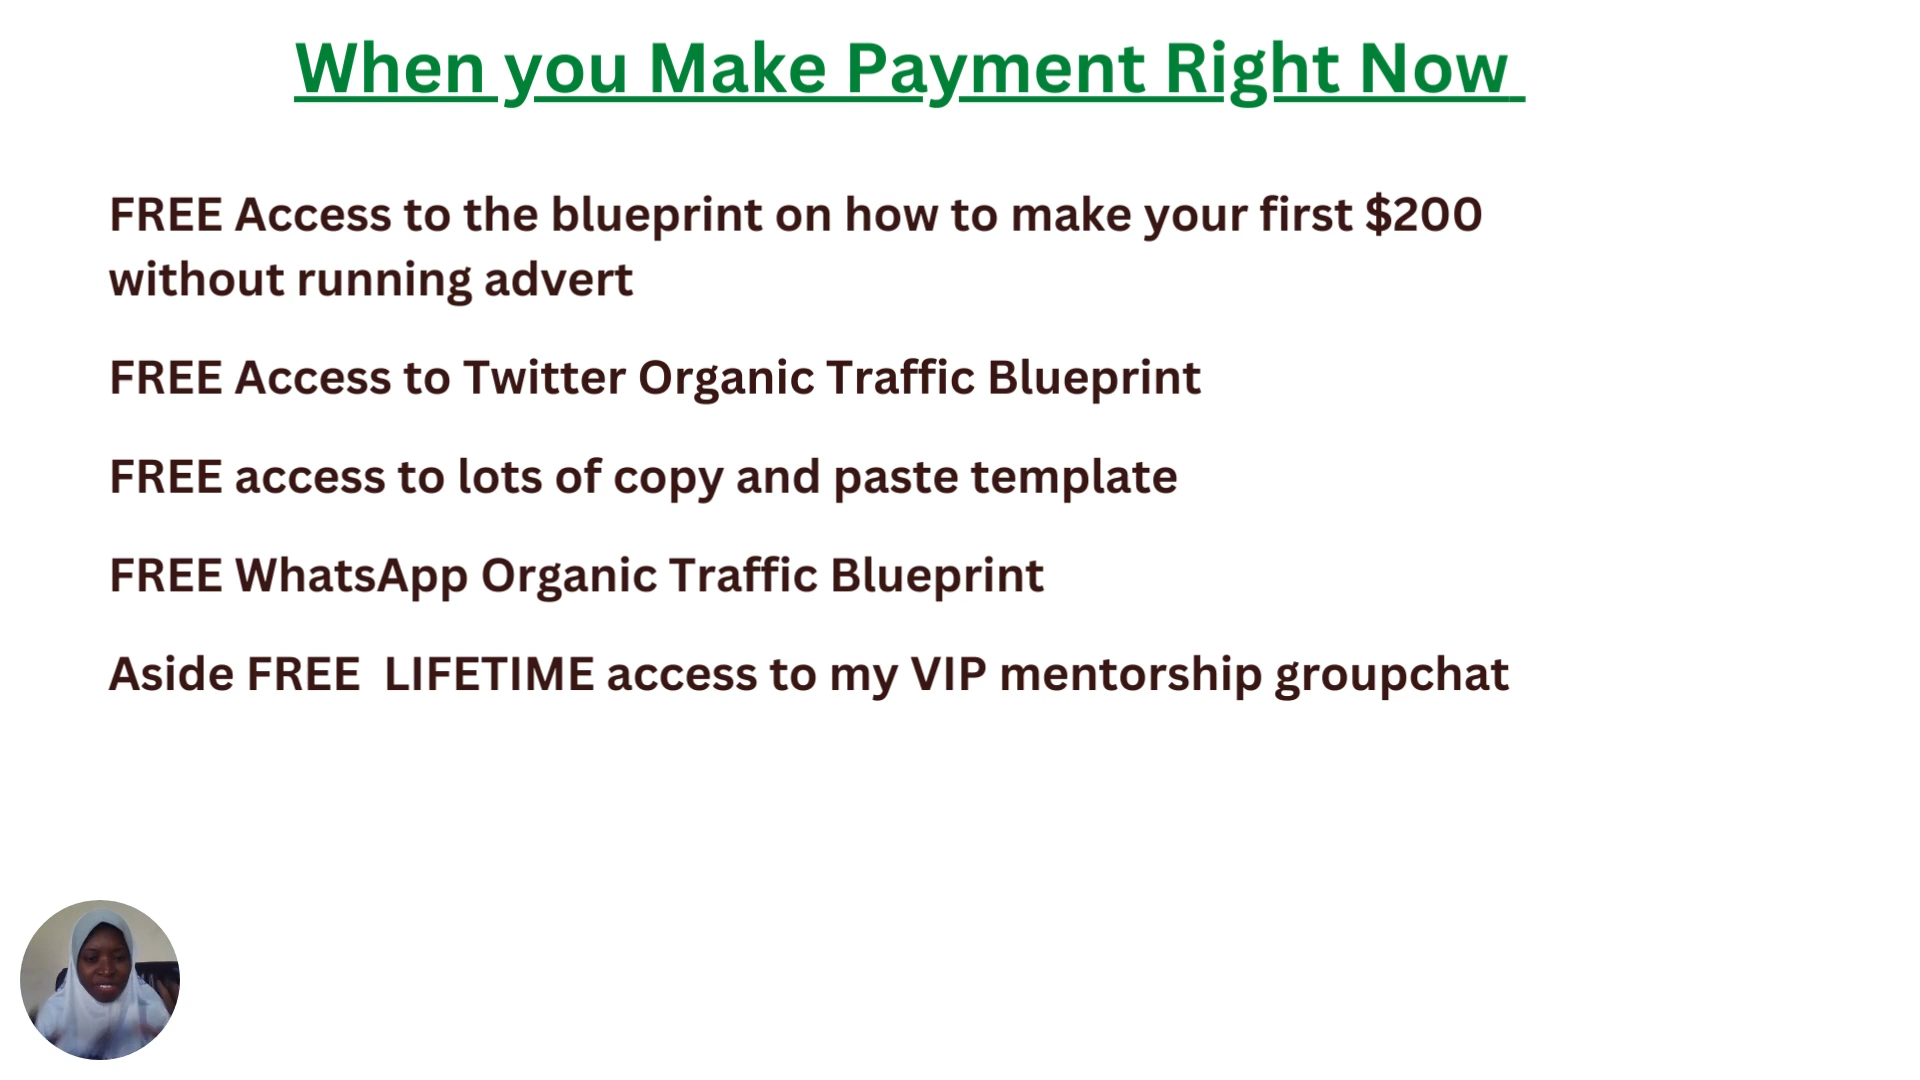 When you Make Payment Right Now
FREE Access to the blueprint on how to make your first $200
without running advert
FREE Access to Twitter Organic Traffic Blueprint
FREE access to lots of copy and paste template
FREE WhatsApp Organic Traffic Blueprint
Aside FREE  LIFETIME access to my VIP mentorship groupchat